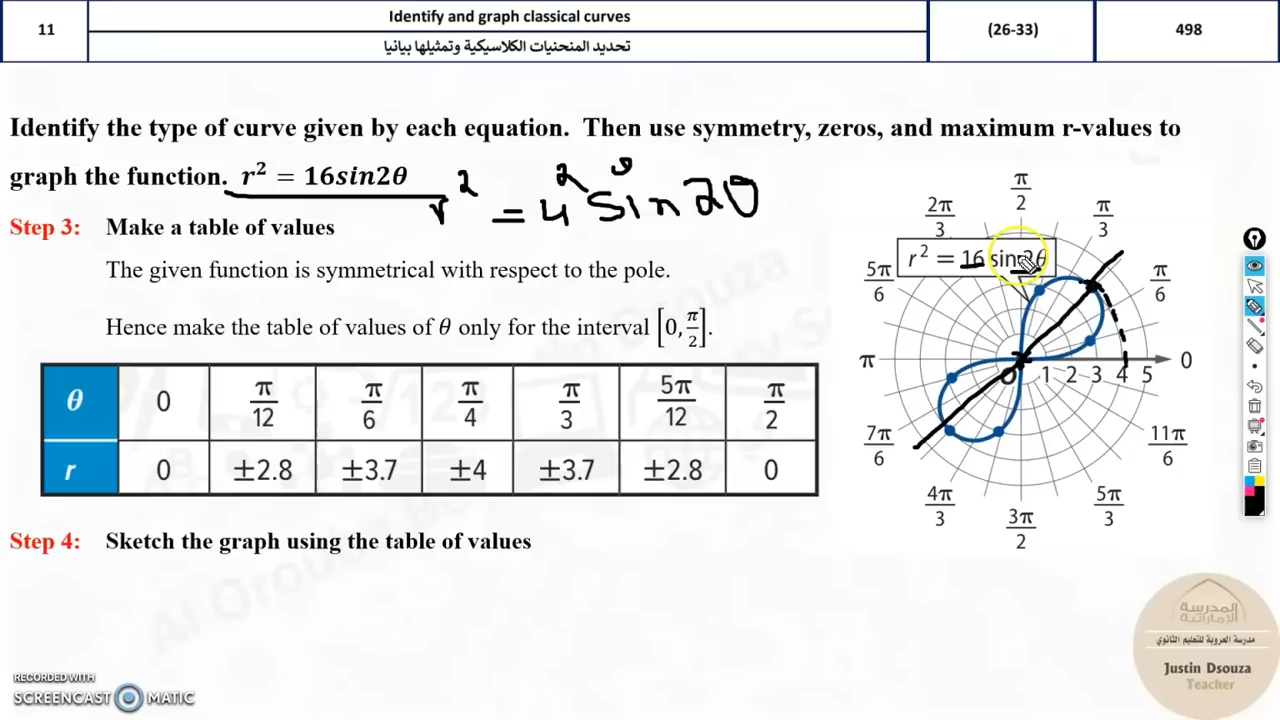 11
Identify and graph classical curves
تحديد المنحنيات الكلاسيكية وتمثيلها بيانيا
(26-33)
498
Identify the type of curve given by each equation. Then use symmetry, zeros, and maximum r-values to
graph the function. r² = 16sin2θ
r² = 4² sin 2θ
Step 3: Make a table of values
The given function is symmetrical with respect to the pole.
Hence make the table of values of θ only for the interval [0, π/2].
θ 0 π/12 π/6 π/4 π/3 5π/12 π/2
r 0 ±2.8 ±3.7 ±4 ±3.7 ±2.8 0
Step 4: Sketch the graph using the table of values
π/2
2π/3 π/3
r² = 16 sin 2θ
5π/6 π/6
π O 1 2 3 4 5 0
7π/6 11π/6
4π/3 5π/3
3π/2
المدرسة
الإماراتية
مدرسة العروبة للتعليم الثانوي
Justin Dsouza
Teacher
RECORDED WITH
SCREENCAST MATIC